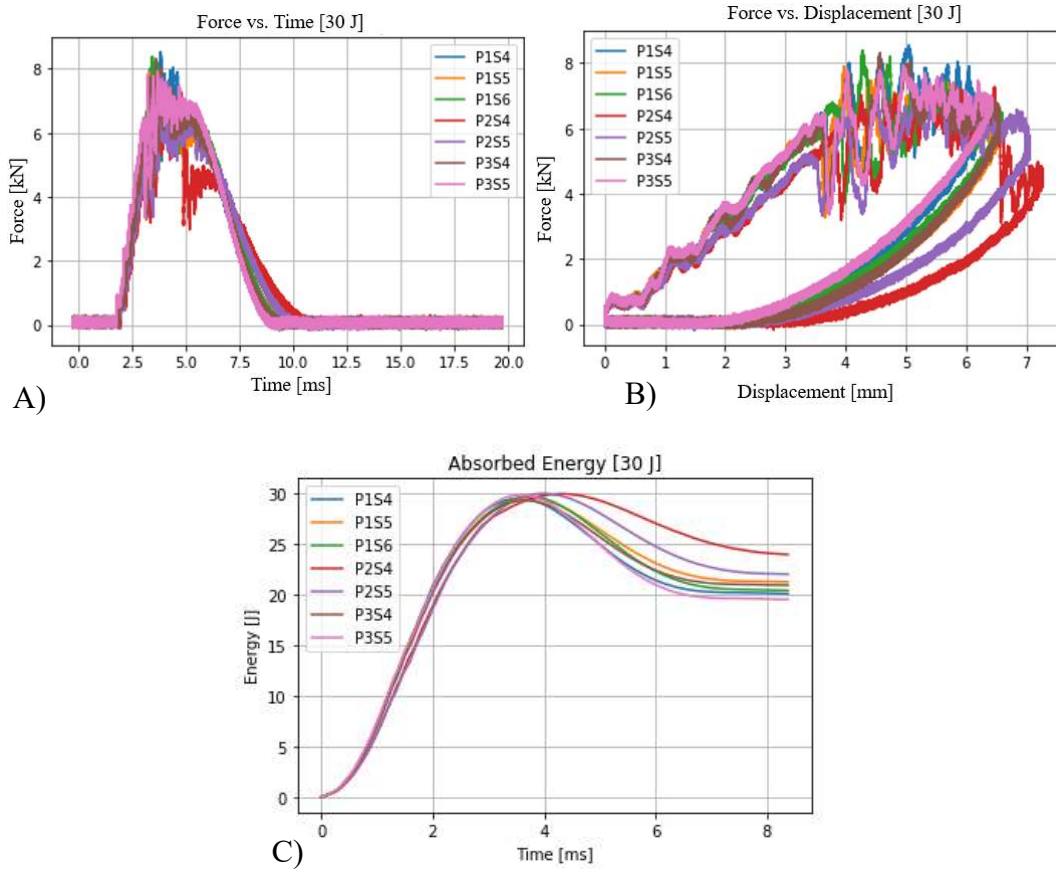 Force vs. Time [30 J]
Force [kN]
8
6
4
2
0
P1S4
P1S5
P1S6
P2S4
P2S5
P3S4
P3S5
0.0 2.5 5.0 7.5 10.0 12.5 15.0 17.5 20.0
Time [ms]
A)
Force vs. Displacement [30 J]
Force [kN]
8
6
4
2
0
P1S4
P1S5
P1S6
P2S4
P2S5
P3S4
P3S5
0 1 2 3 4 5 6 7
Displacement [mm]
B)
Absorbed Energy [30 J]
Energy [J]
30
25
20
15
10
5
0
P1S4
P1S5
P1S6
P2S4
P2S5
P3S4
P3S5
0 2 4 6 8
Time [ms]
C)